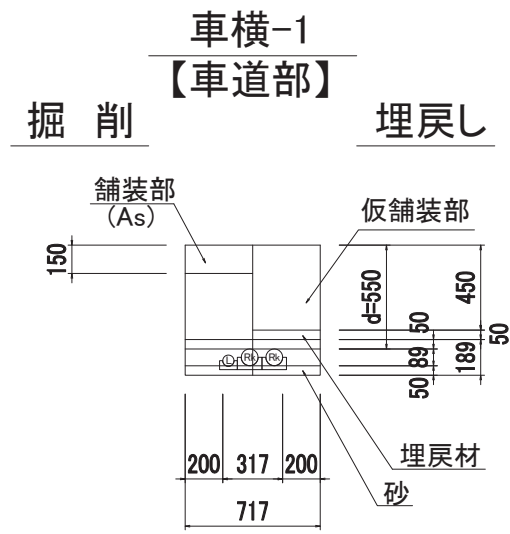 車横-1
【車道部】
掘 削
埋戻し
舗装部
(As)
仮舗装部
150
d=550
450
50
50
89
189
50
L
Rk
Rk
200
317
200
埋戻材
砂
717